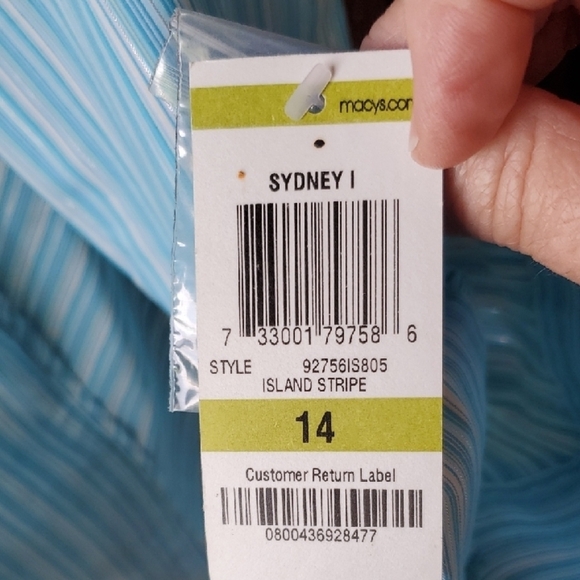 macys.com
SYDNEY I
7 33001 79758 6
STYLE 92756IS805
ISLAND STRIPE
14
Customer Return Label
0800436928477